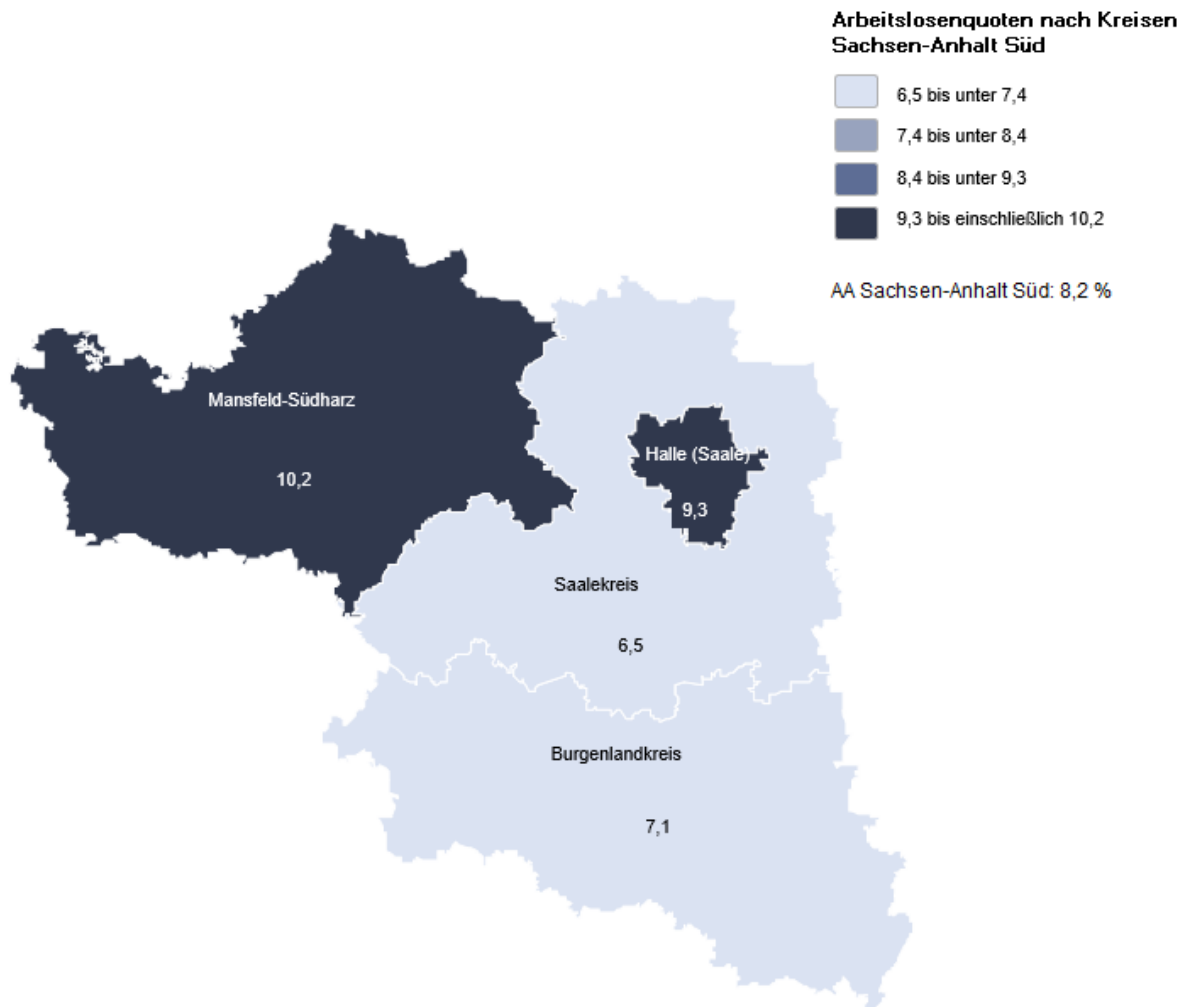 Arbeitslosenquoten nach Kreisen
Sachsen-Anhalt Süd
6,5 bis unter 7,4
7,4 bis unter 8,4
8,4 bis unter 9,3
9,3 bis einschließlich 10,2
AA Sachsen-Anhalt Süd: 8,2 %
Mansfeld-Südharz
10,2
Halle (Saale)
9,3
Saalekreis
6,5
Burgenlandkreis
7,1